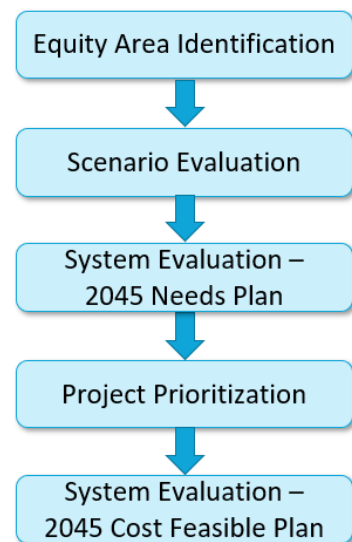 Equity Area Identification
Scenario Evaluation
System Evaluation –
2045 Needs Plan
Project Prioritization
System Evaluation –
2045 Cost Feasible Plan